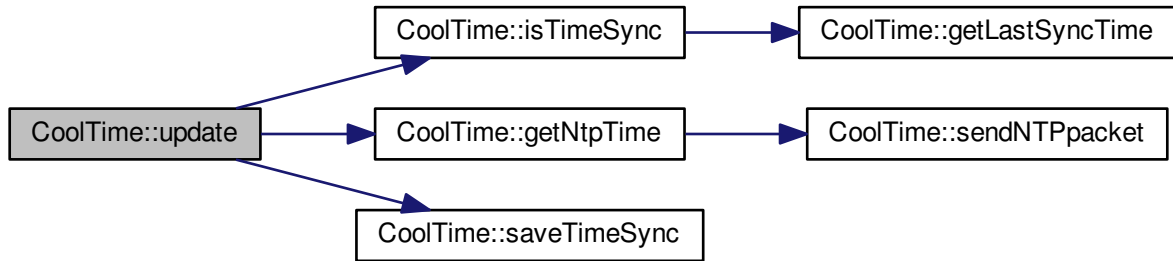 CoolTime::update
CoolTime::isTimeSync
CoolTime::getLastSyncTime
CoolTime::getNtpTime
CoolTime::sendNTPpacket
CoolTime::saveTimeSync